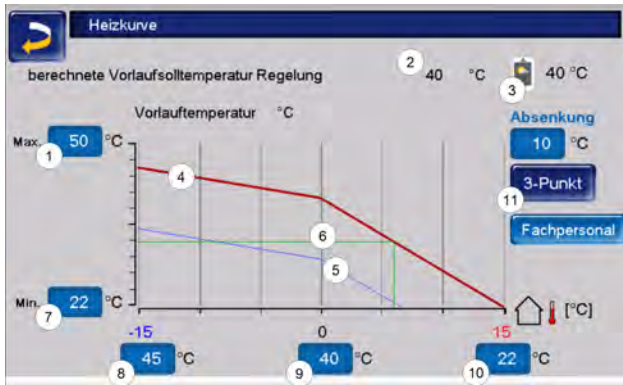 Heizkurve
berechnete Vorlaufsolltemperatur Regelung 2 40 °C 3 40 °C
Vorlauftemperatur °C
Absenkung
Max. 1 50 °C
10 °C
4
3-Punkt
11
6
Fachpersonal
5
Min. 7 22 °C
[°C]
-15 0 15
8 45 °C 9 40 °C 10 22 °C